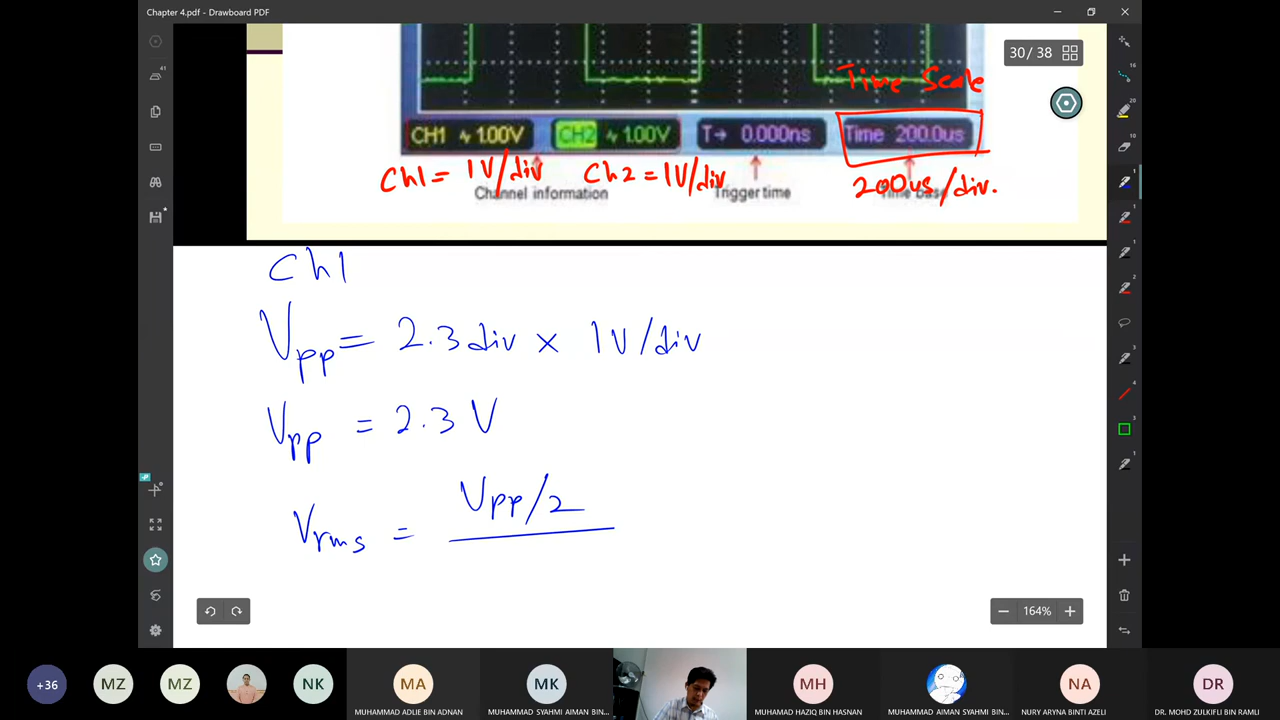 Chapter 4.pdf - Drawboard PDF
30 / 38
Time Scale
CH1 1.00V CH2 1.00V T→ 0.000ns Time 200.0us
Ch1 = 1V/div Ch2 = 1V/div 200us/div.
Channel information Trigger time
Ch1
Vpp = 2.3 div × 1V/div
Vpp = 2.3 V
Vrms = Vpp/2
164%
+36 MZ MZ NK MA MK MH NA DR
MUHAMMAD ADLIE BIN ADNAN MUHAMMAD SYAHMI AIMAN BIN... MUHAMAD HAZIQ BIN HASNAN MUHAMMAD AIMAN SYAHMI BIN... NURY ARYNA BINTI AZELI DR. MOHD ZULKIFLI BIN RAMLI